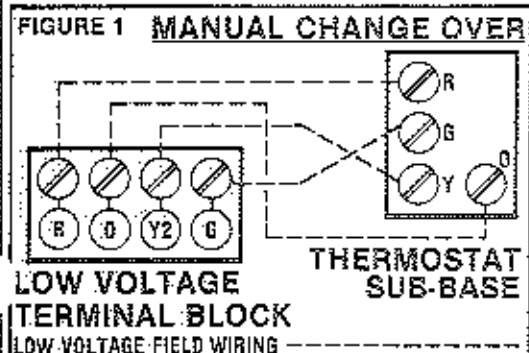 FIGURE 1 MANUAL CHANGE OVER
R
G
Y O
R O Y2 G
THERMOSTAT
SUB-BASE
LOW VOLTAGE
TERMINAL BLOCK
LOW VOLTAGE FIELD WIRING